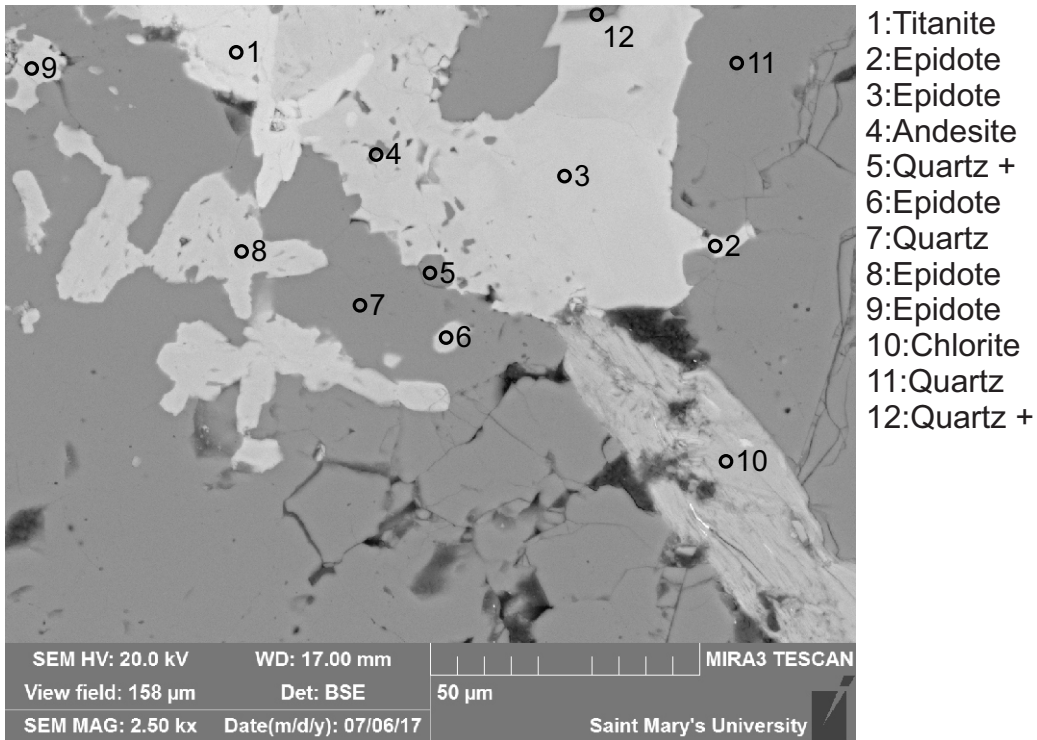 1:Titanite
2:Epidote
3:Epidote
4:Andesite
5:Quartz +
6:Epidote
7:Quartz
8:Epidote
9:Epidote
10:Chlorite
11:Quartz
12:Quartz +
12
1
11
9
4
3
2
8
5
7
6
10
SEM HV: 20.0 kV WD: 17.00 mm MIRA3 TESCAN
View field: 158 µm Det: BSE 50 µm
SEM MAG: 2.50 kx Date(m/d/y): 07/06/17 Saint Mary's University